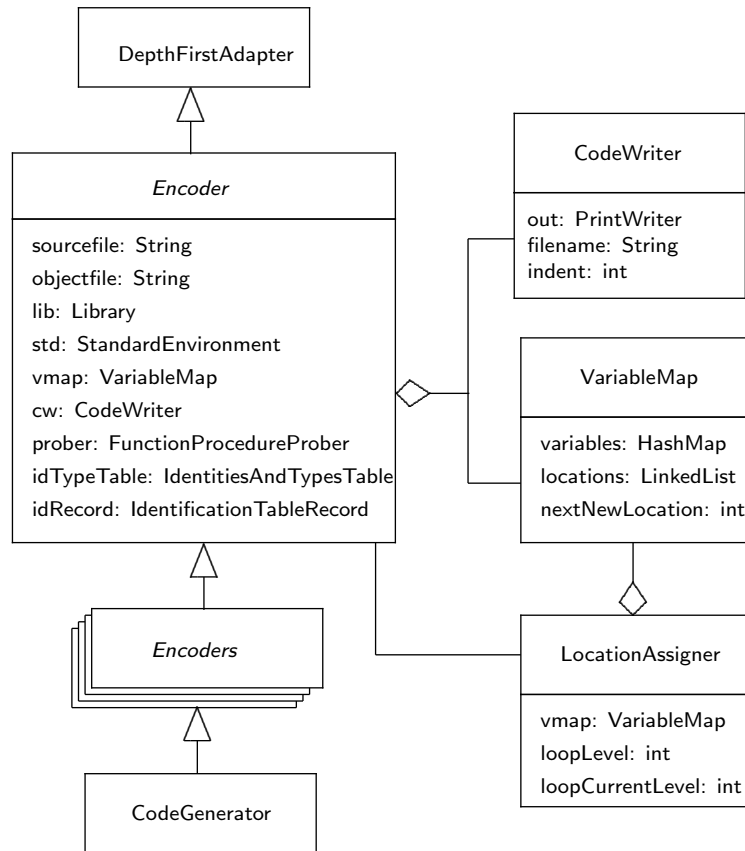 DepthFirstAdapter
Encoder
sourcefile: String
objectfile: String
lib: Library
std: StandardEnvironment
vmap: VariableMap
cw: CodeWriter
prober: FunctionProcedureProber
idTypeTable: IdentitiesAndTypesTable
idRecord: IdentificationTableRecord
Encoders
CodeGenerator
CodeWriter
out: PrintWriter
filename: String
indent: int
VariableMap
variables: HashMap
locations: LinkedList
nextNewLocation: int
LocationAssigner
vmap: VariableMap
loopLevel: int
loopCurrentLevel: int